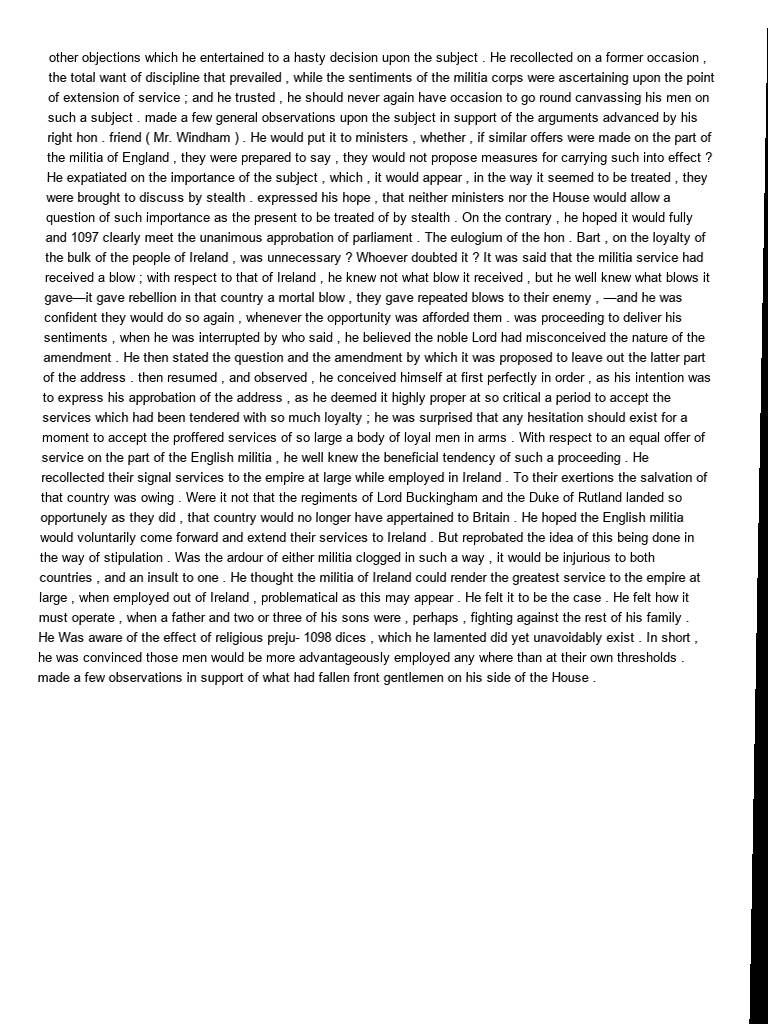 other objections which he entertained to a hasty decision upon the subject . He recollected on a former occasion ,
the total want of discipline that prevailed , while the sentiments of the militia corps were ascertaining upon the point
of extension of service ; and he trusted , he should never again have occasion to go round canvassing his men on
such a subject . made a few general observations upon the subject in support of the arguments advanced by his
right hon . friend ( Mr. Windham ) . He would put it to ministers , whether , if similar offers were made on the part of
the militia of England , they were prepared to say , they would not propose measures for carrying such into effect ?
He expatiated on the importance of the subject , which , it would appear , in the way it seemed to be treated , they
were brought to discuss by stealth . expressed his hope , that neither ministers nor the House would allow a
question of such importance as the present to be treated of by stealth . On the contrary , he hoped it would fully
and 1097 clearly meet the unanimous approbation of parliament . The eulogium of the hon . Bart , on the loyalty of
the bulk of the people of Ireland , was unnecessary ? Whoever doubted it ? It was said that the militia service had
received a blow ; with respect to that of Ireland , he knew not what blow it received , but he well knew what blows it
gave—it gave rebellion in that country a mortal blow , they gave repeated blows to their enemy , —and he was
confident they would do so again , whenever the opportunity was afforded them . was proceeding to deliver his
sentiments , when he was interrupted by who said , he believed the noble Lord had misconceived the nature of the
amendment . He then stated the question and the amendment by which it was proposed to leave out the latter part
of the address . then resumed , and observed , he conceived himself at first perfectly in order , as his intention was
to express his approbation of the address , as he deemed it highly proper at so critical a period to accept the
services which had been tendered with so much loyalty ; he was surprised that any hesitation should exist for a
moment to accept the proffered services of so large a body of loyal men in arms . With respect to an equal offer of
service on the part of the English militia , he well knew the beneficial tendency of such a proceeding . He
recollected their signal services to the empire at large while employed in Ireland . To their exertions the salvation of
that country was owing . Were it not that the regiments of Lord Buckingham and the Duke of Rutland landed so
opportunely as they did , that country would no longer have appertained to Britain . He hoped the English militia
would voluntarily come forward and extend their services to Ireland . But reprobated the idea of this being done in
the way of stipulation . Was the ardour of either militia clogged in such a way , it would be injurious to both
countries , and an insult to one . He thought the militia of Ireland could render the greatest service to the empire at
large , when employed out of Ireland , problematical as this may appear . He felt it to be the case . He felt how it
must operate , when a father and two or three of his sons were , perhaps , fighting against the rest of his family .
He Was aware of the effect of religious preju- 1098 dices , which he lamented did yet unavoidably exist . In short ,
he was convinced those men would be more advantageously employed any where than at their own thresholds .
made a few observations in support of what had fallen front gentlemen on his side of the House .